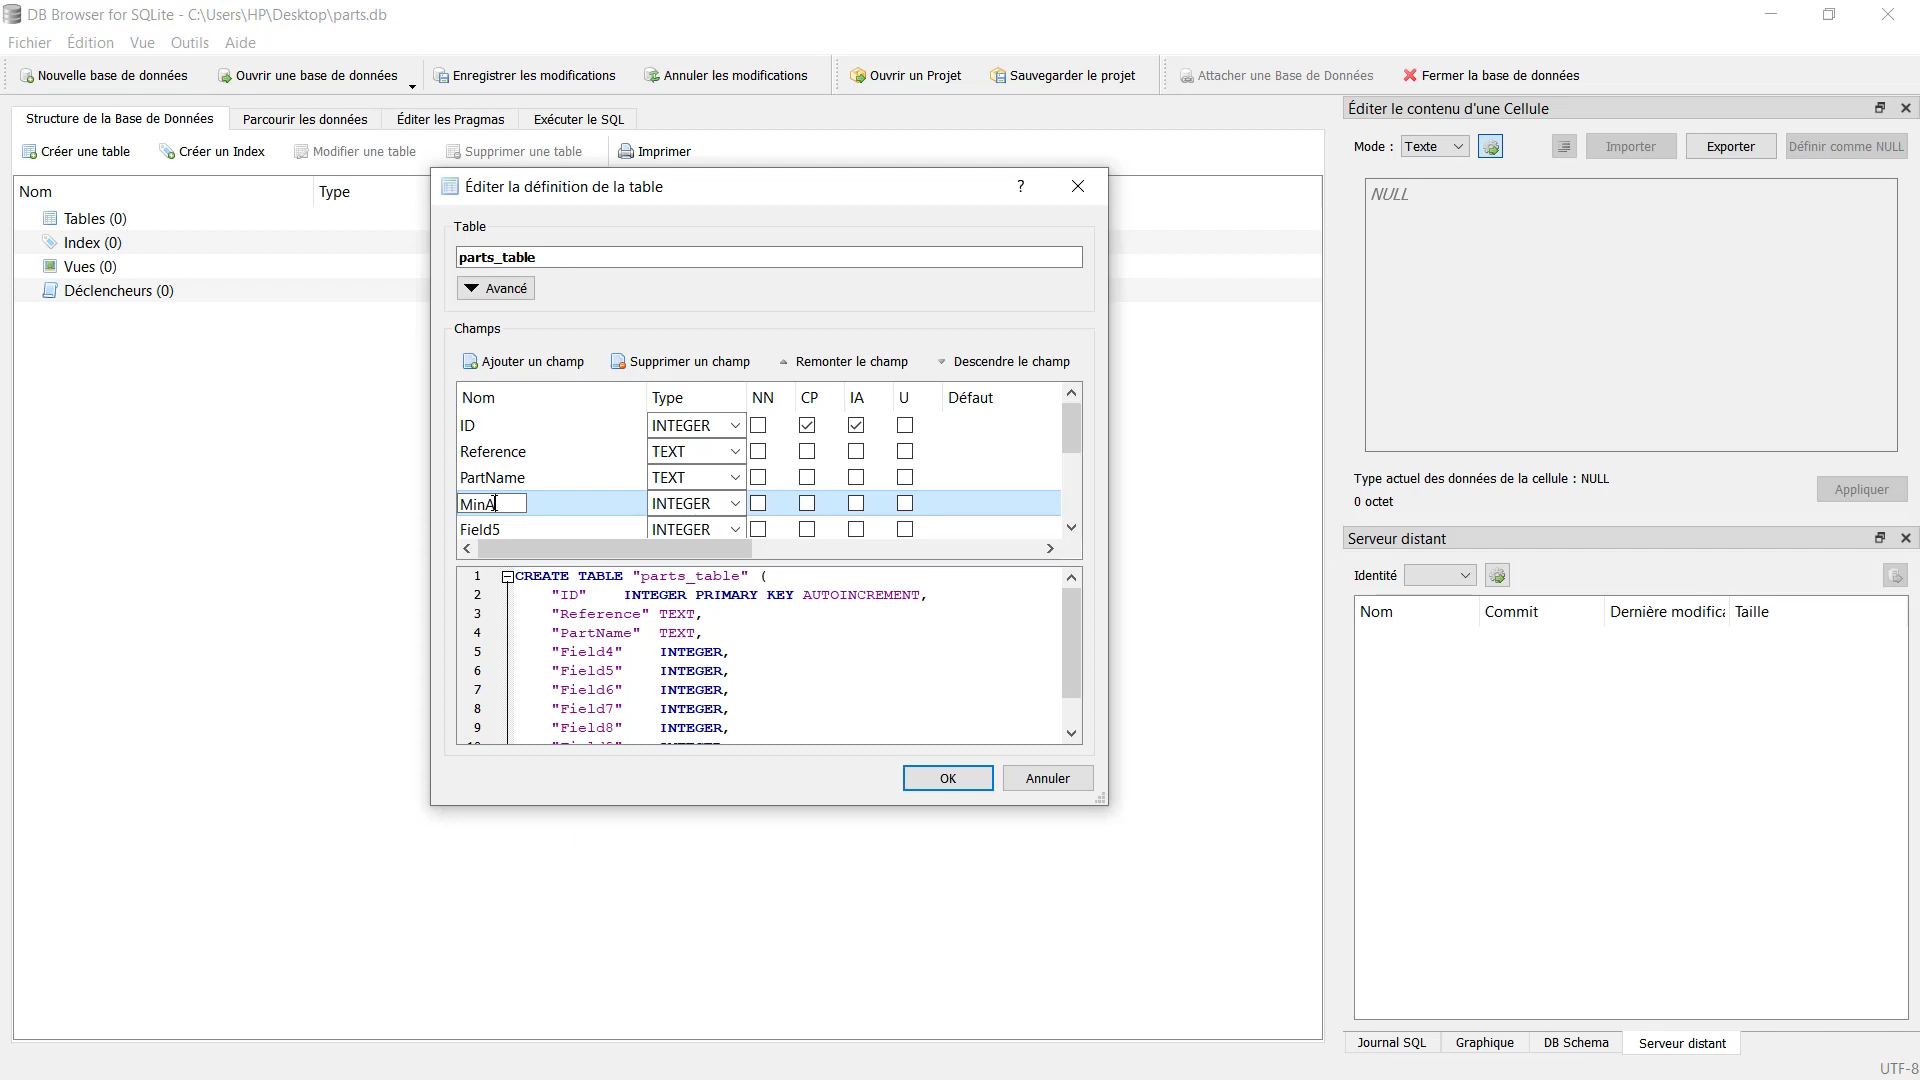 DB Browser for SQLite - C:\Users\HP\Desktop\parts.db
Fichier Édition Vue Outils Aide
Nouvelle base de données Ouvrir une base de données Enregistrer les modifications Annuler les modifications Ouvrir un Projet Sauvegarder le projet Attacher une Base de Données Fermer la base de données
Structure de la Base de Données Parcourir les données Éditer les Pragmas Exécuter le SQL
Créer une table Créer un Index Modifier une table Supprimer une table Imprimer
Nom Type
Tables (0)
Index (0)
Vues (0)
Déclencheurs (0)
Éditer la définition de la table ?
Table
parts_table
Avancé
Champs
Ajouter un champ Supprimer un champ Remonter le champ Descendre le champ
Nom Type NN CP IA U Défaut
ID INTEGER
Reference TEXT
PartName TEXT
MinA INTEGER
Field5 INTEGER
1 CREATE TABLE "parts_table" (
2 "ID" INTEGER PRIMARY KEY AUTOINCREMENT,
3 "Reference" TEXT,
4 "PartName" TEXT,
5 "Field4" INTEGER,
6 "Field5" INTEGER,
7 "Field6" INTEGER,
8 "Field7" INTEGER,
9 "Field8" INTEGER,
OK Annuler
Éditer le contenu d'une Cellule
Mode : Texte Importer Exporter Définir comme NULL
NULL
Type actuel des données de la cellule : NULL
0 octet
Appliquer
Serveur distant
Identité
Nom Commit Dernière modifica Taille
Journal SQL Graphique DB Schema Serveur distant
UTF-8